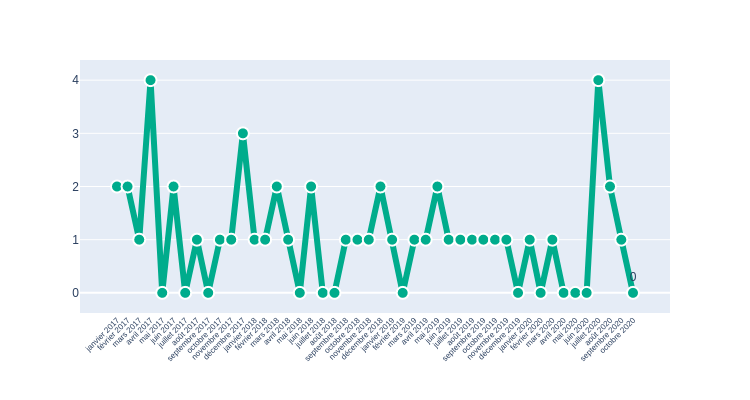 4
3
2
1
0
0
janvier 2017
février 2017
mars 2017
avril 2017
mai 2017
juin 2017
juillet 2017
août 2017
septembre 2017
octobre 2017
novembre 2017
décembre 2017
janvier 2018
février 2018
mars 2018
avril 2018
mai 2018
juin 2018
juillet 2018
août 2018
septembre 2018
octobre 2018
novembre 2018
décembre 2018
janvier 2019
février 2019
mars 2019
avril 2019
mai 2019
juin 2019
juillet 2019
août 2019
septembre 2019
octobre 2019
novembre 2019
décembre 2019
janvier 2020
février 2020
mars 2020
avril 2020
mai 2020
juin 2020
juillet 2020
août 2020
septembre 2020
octobre 2020